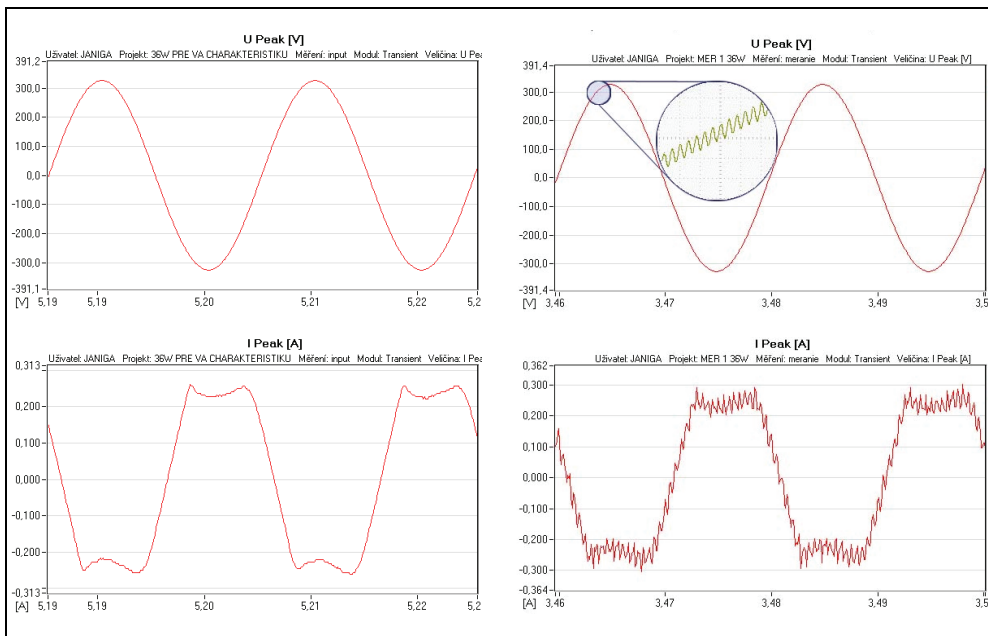 U Peak [V]
Uživatel: JANIGA Projekt: 36W PRE VA CHARAKTERISTIKU Měření: input Modul: Transient Veličina: U Pea
391,2
300,0
200,0
100,0
0,0
-100,0
-200,0
-300,0
-391,1
[V]
5,19 5,19 5,20 5,21 5,22 5,2
U Peak [V]
Uživatel: JANIGA Projekt: MER 1 36W Měření: meranie Modul: Transient Veličina: U Peak [V]
391,4
300,0
200,0
100,0
0,0
-100,0
-200,0
-300,0
-391,4
[V]
3,46 3,47 3,48 3,49 3,5
I Peak [A]
Uživatel: JANIGA Projekt: 36W PRE VA CHARAKTERISTIKU Měření: input Modul: Transient Veličina: I Pea
0,313
0,200
0,100
0,000
-0,100
-0,200
-0,313
[A]
5,19 5,19 5,20 5,21 5,22 5,2
I Peak [A]
Uživatel: JANIGA Projekt: MER 1 36W Měření: meranie Modul: Transient Veličina: I Peak [A]
0,362
0,300
0,200
0,100
0,000
-0,100
-0,200
-0,300
-0,364
[A]
3,46 3,47 3,48 3,49 3,5